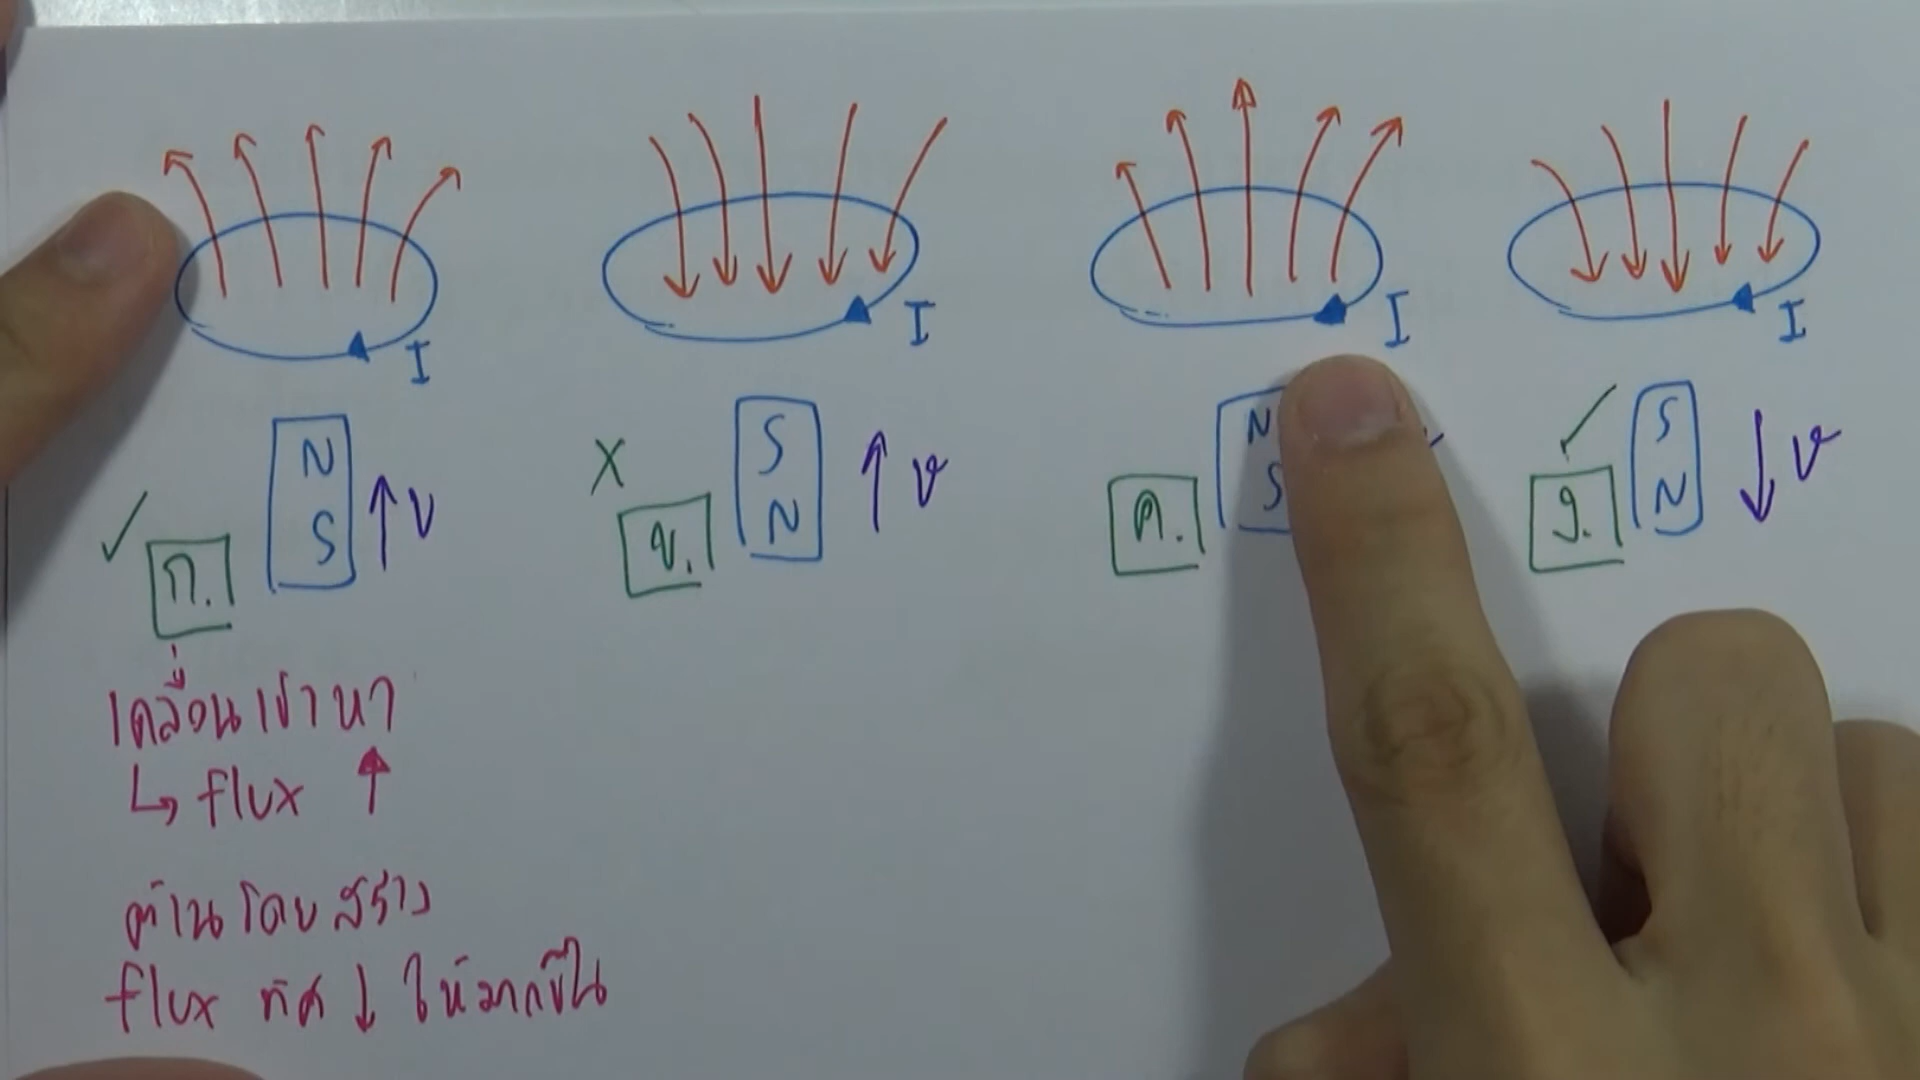 I
I
I
I
N
S
v
✓
ก.
S
N
v
X
ข.
N
S
ค.
S
N
v
✓
ง.
เคลื่อนเข้าหา
↳ flux ↑
ต้านโดยสร้าง
flux ทิศ ↓ ให้มากขึ้น